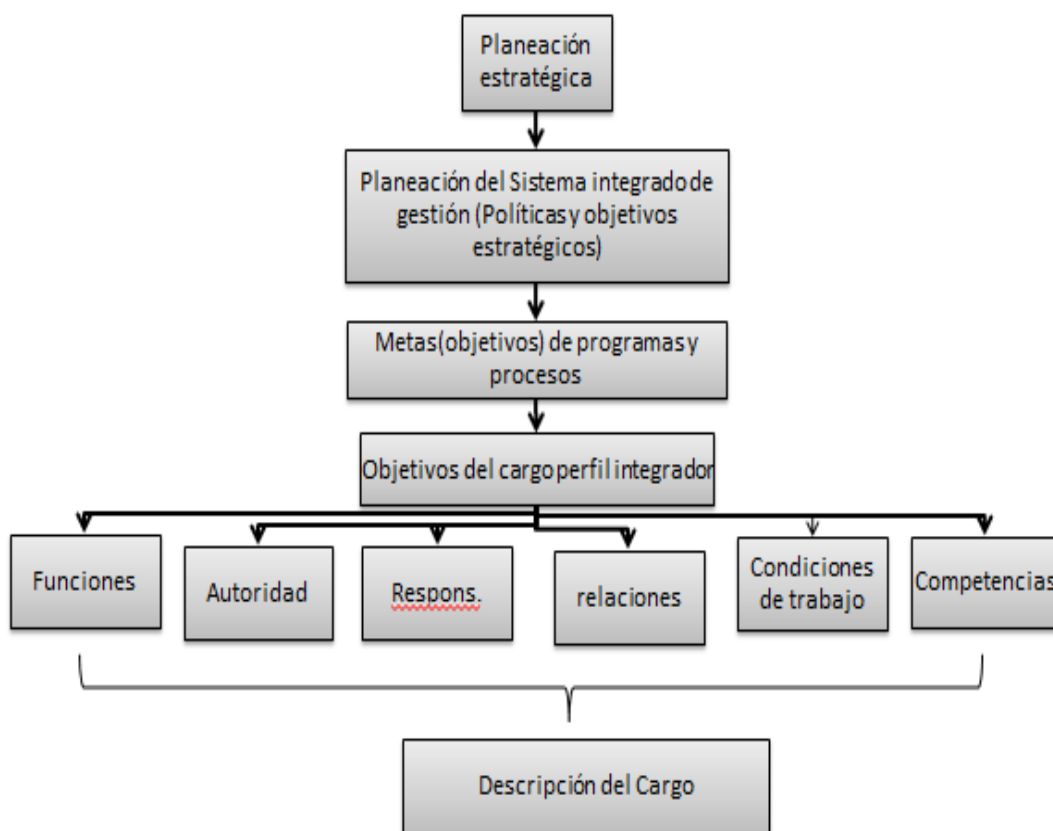 Planeación
estratégica
Planeación del Sistema integrado de
gestión (Políticas y objetivos
estratégicos)
Metas(objetivos) de programas y
procesos
Objetivos del cargo perfil integrador
Funciones
Autoridad
Respons.
relaciones
Condiciones
de trabajo
Competencias
Descripción del Cargo